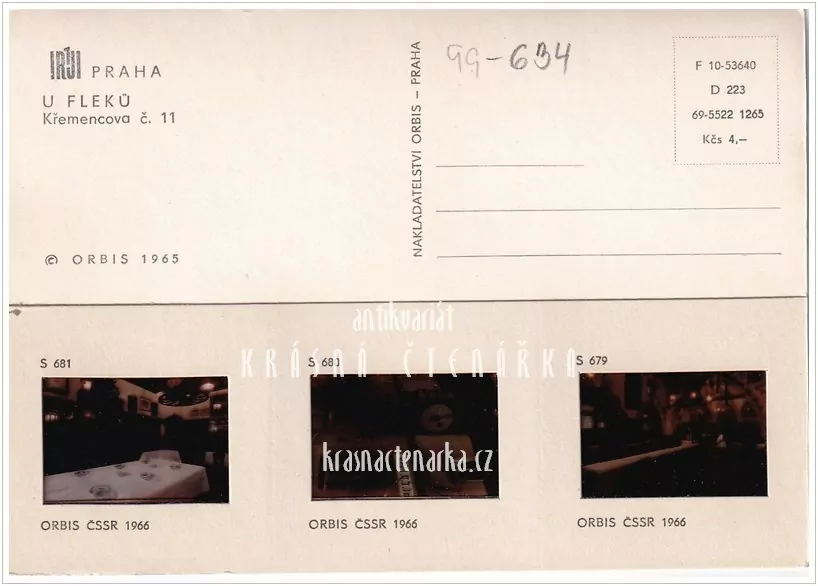 PRAHA
U FLEKŮ
Křemencova č. 11
© ORBIS 1965
NAKLADATELSTVÍ ORBIS – PRAHA
99-634
F 10-53640
D 223
69-5522 1265
Kčs 4,–
antikvariát
KRÁSNÁ ČTENÁŘKA
S 681
S 680
S 679
krasnactenarka.cz
ORBIS ČSSR 1966
ORBIS ČSSR 1966
ORBIS ČSSR 1966